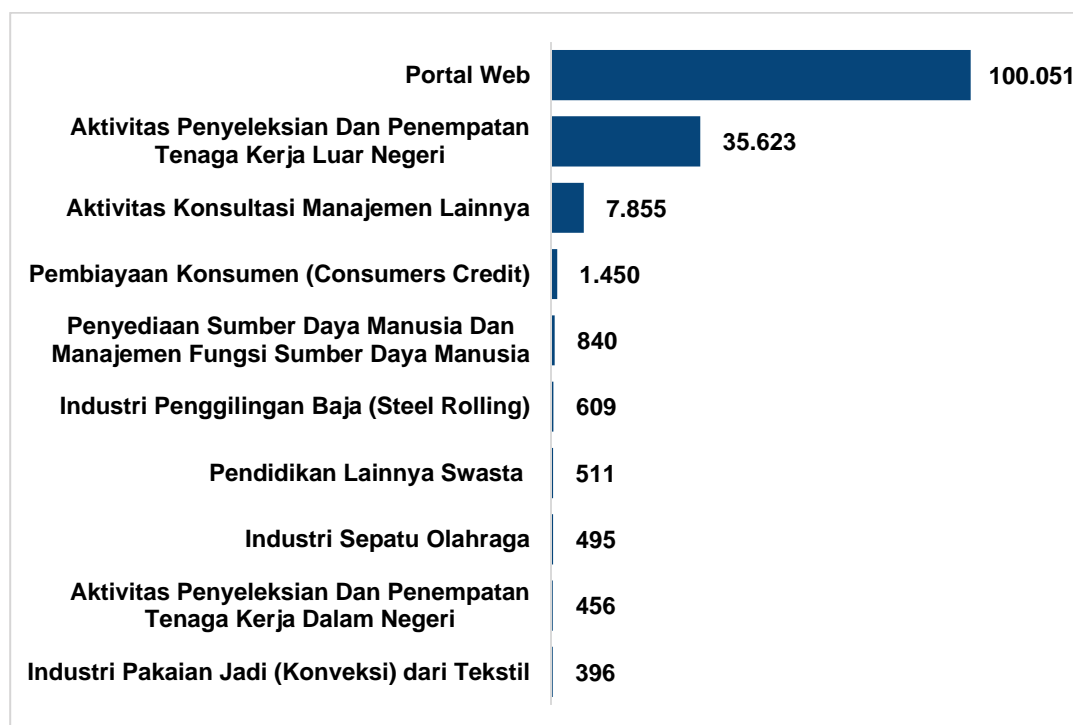 Portal Web
100.051
Aktivitas Penyeleksian Dan Penempatan
Tenaga Kerja Luar Negeri
35.623
Aktivitas Konsultasi Manajemen Lainnya
7.855
Pembiayaan Konsumen (Consumers Credit)
1.450
Penyediaan Sumber Daya Manusia Dan
Manajemen Fungsi Sumber Daya Manusia
840
Industri Penggilingan Baja (Steel Rolling)
609
Pendidikan Lainnya Swasta
511
Industri Sepatu Olahraga
495
Aktivitas Penyeleksian Dan Penempatan
Tenaga Kerja Dalam Negeri
456
Industri Pakaian Jadi (Konveksi) dari Tekstil
396